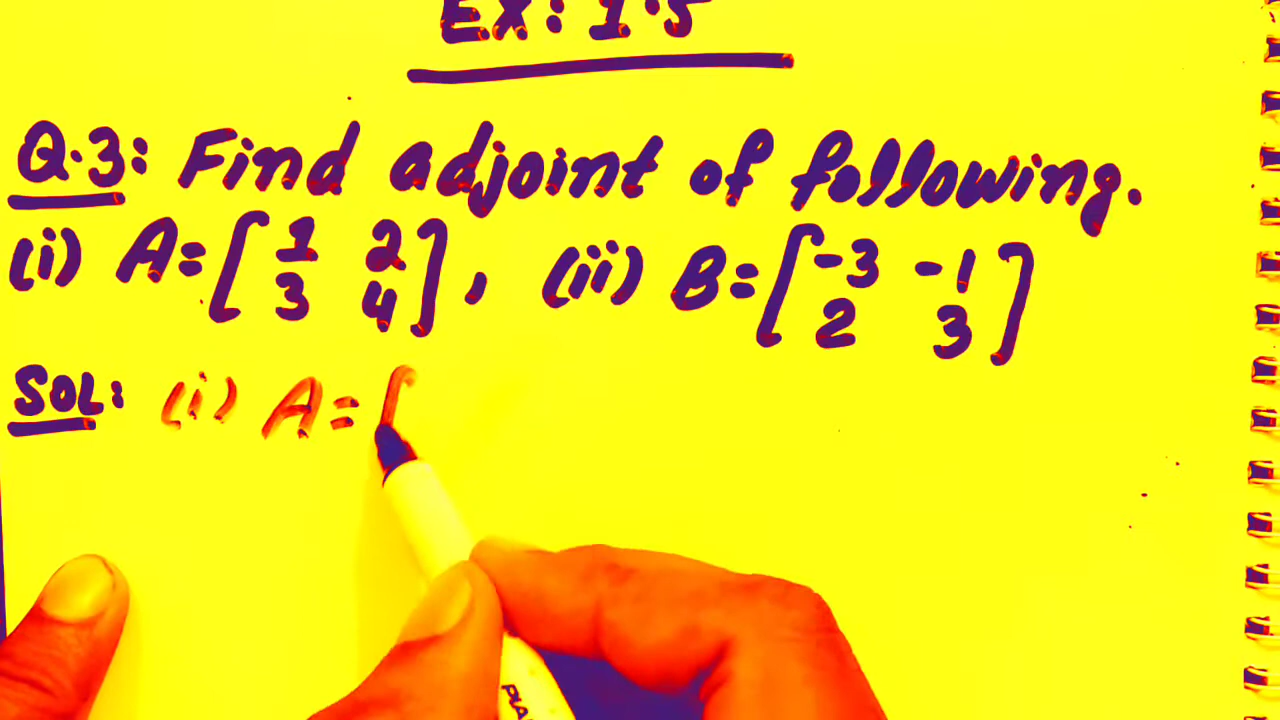 EX: 1.5
Q.3: Find adjoint of following.
(i) A=[1 2
3 4], (ii) B=[-3 -1
2 3]
SOL: (i) A=[